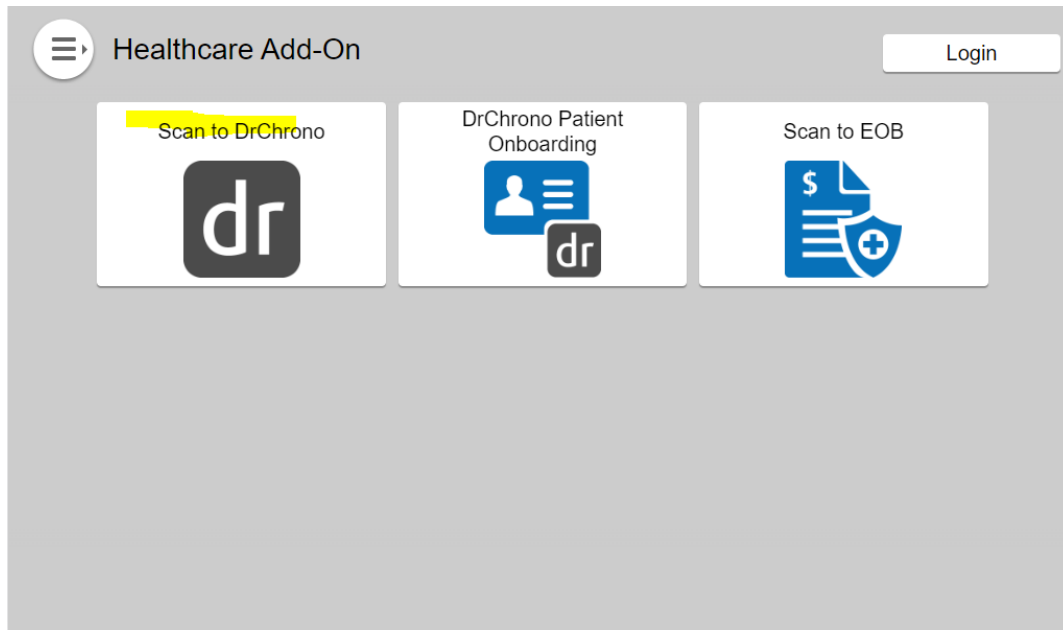 Healthcare Add-On
Login
Scan to DrChrono
dr
DrChrono Patient
Onboarding
dr
Scan to EOB
$